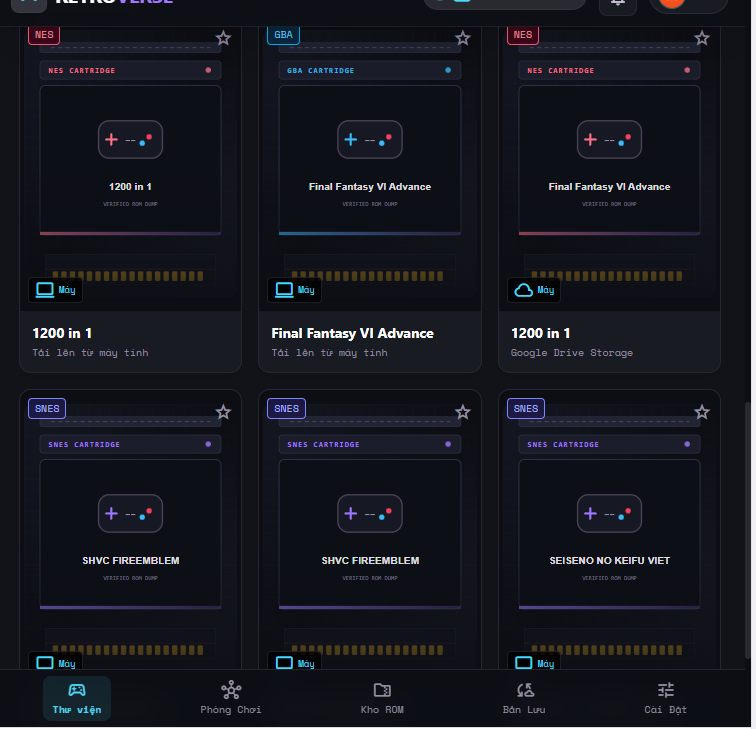 RETROVERSE
NES
GBA
NES
NES CARTRIDGE
GBA CARTRIDGE
NES CARTRIDGE
1200 in 1
Final Fantasy VI Advance
Final Fantasy VI Advance
VERIFIED ROM DUMP
VERIFIED ROM DUMP
VERIFIED ROM DUMP
Máy
Máy
Máy
1200 in 1
Final Fantasy VI Advance
1200 in 1
Tải lên từ máy tính
Tải lên từ máy tính
Google Drive Storage
SNES
SNES
SNES
SNES CARTRIDGE
SNES CARTRIDGE
SNES CARTRIDGE
SHVC FIREEMBLEM
SHVC FIREEMBLEM
SEISENO NO KEIFU VIET
VERIFIED ROM DUMP
VERIFIED ROM DUMP
VERIFIED ROM DUMP
Máy
Máy
Máy
Thư viện
Phòng Chơi
Kho ROM
Bản Lưu
Cài Đặt